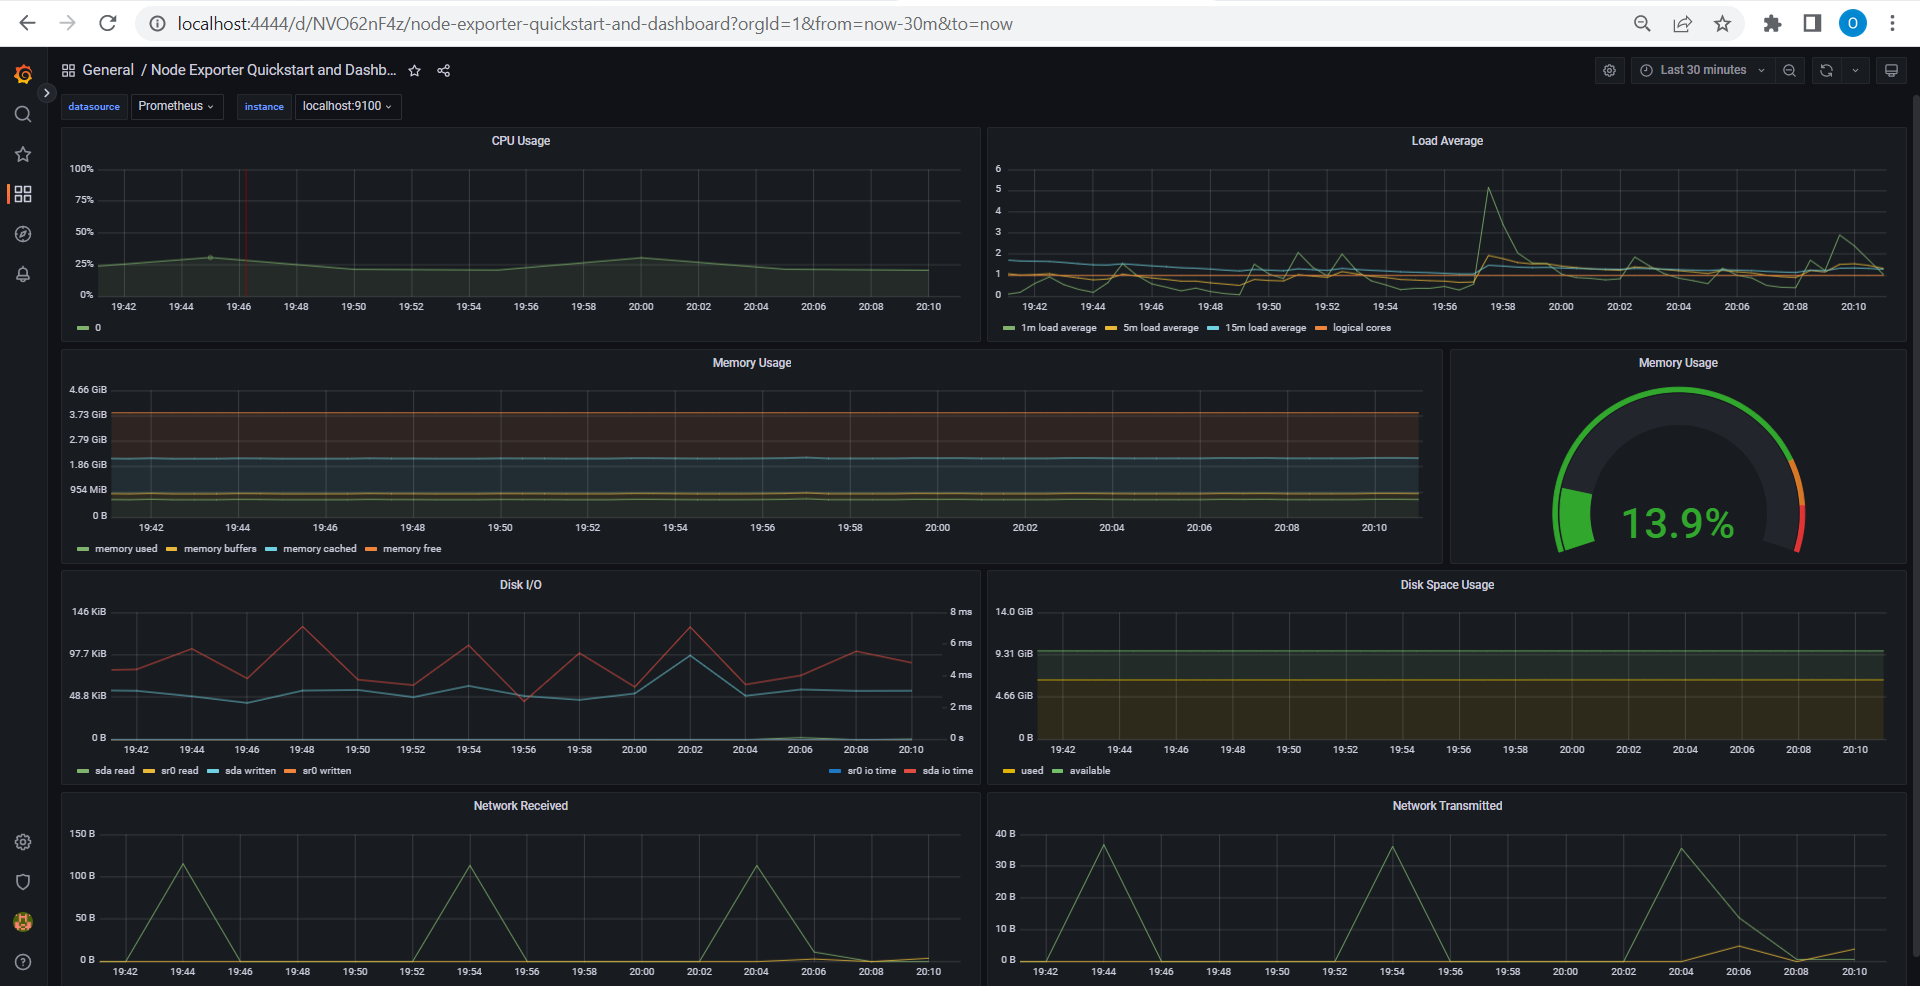 localhost:4444/d/NVO62nF4z/node-exporter-quickstart-and-dashboard?orgId=1&from=now-30m&to=now
O
General / Node Exporter Quickstart and Dashb...
Last 30 minutes
datasource Prometheus instance localhost:9100
CPU Usage
100%
75%
50%
25%
0%
19:42 19:44 19:46 19:48 19:50 19:52 19:54 19:56 19:58 20:00 20:02 20:04 20:06 20:08 20:10
0
Load Average
6
5
4
3
2
1
0
19:42 19:44 19:46 19:48 19:50 19:52 19:54 19:56 19:58 20:00 20:02 20:04 20:06 20:08 20:10
1m load average 5m load average 15m load average logical cores
Memory Usage
4.66 GiB
3.73 GiB
2.79 GiB
1.86 GiB
954 MiB
0 B
19:42 19:44 19:46 19:48 19:50 19:52 19:54 19:56 19:58 20:00 20:02 20:04 20:06 20:08 20:10
memory used memory buffers memory cached memory free
Memory Usage
13.9%
Disk I/O
146 KiB
97.7 KiB
48.8 KiB
0 B
8 ms
6 ms
4 ms
2 ms
0 s
19:42 19:44 19:46 19:48 19:50 19:52 19:54 19:56 19:58 20:00 20:02 20:04 20:06 20:08 20:10
sda read sr0 read sda written sr0 written sr0 io time sda io time
Disk Space Usage
14.0 GiB
9.31 GiB
4.66 GiB
0 B
19:42 19:44 19:46 19:48 19:50 19:52 19:54 19:56 19:58 20:00 20:02 20:04 20:06 20:08 20:10
used available
Network Received
150 B
100 B
50 B
0 B
19:42 19:44 19:46 19:48 19:50 19:52 19:54 19:56 19:58 20:00 20:02 20:04 20:06 20:08 20:10
Network Transmitted
40 B
30 B
20 B
10 B
0 B
19:42 19:44 19:46 19:48 19:50 19:52 19:54 19:56 19:58 20:00 20:02 20:04 20:06 20:08 20:10